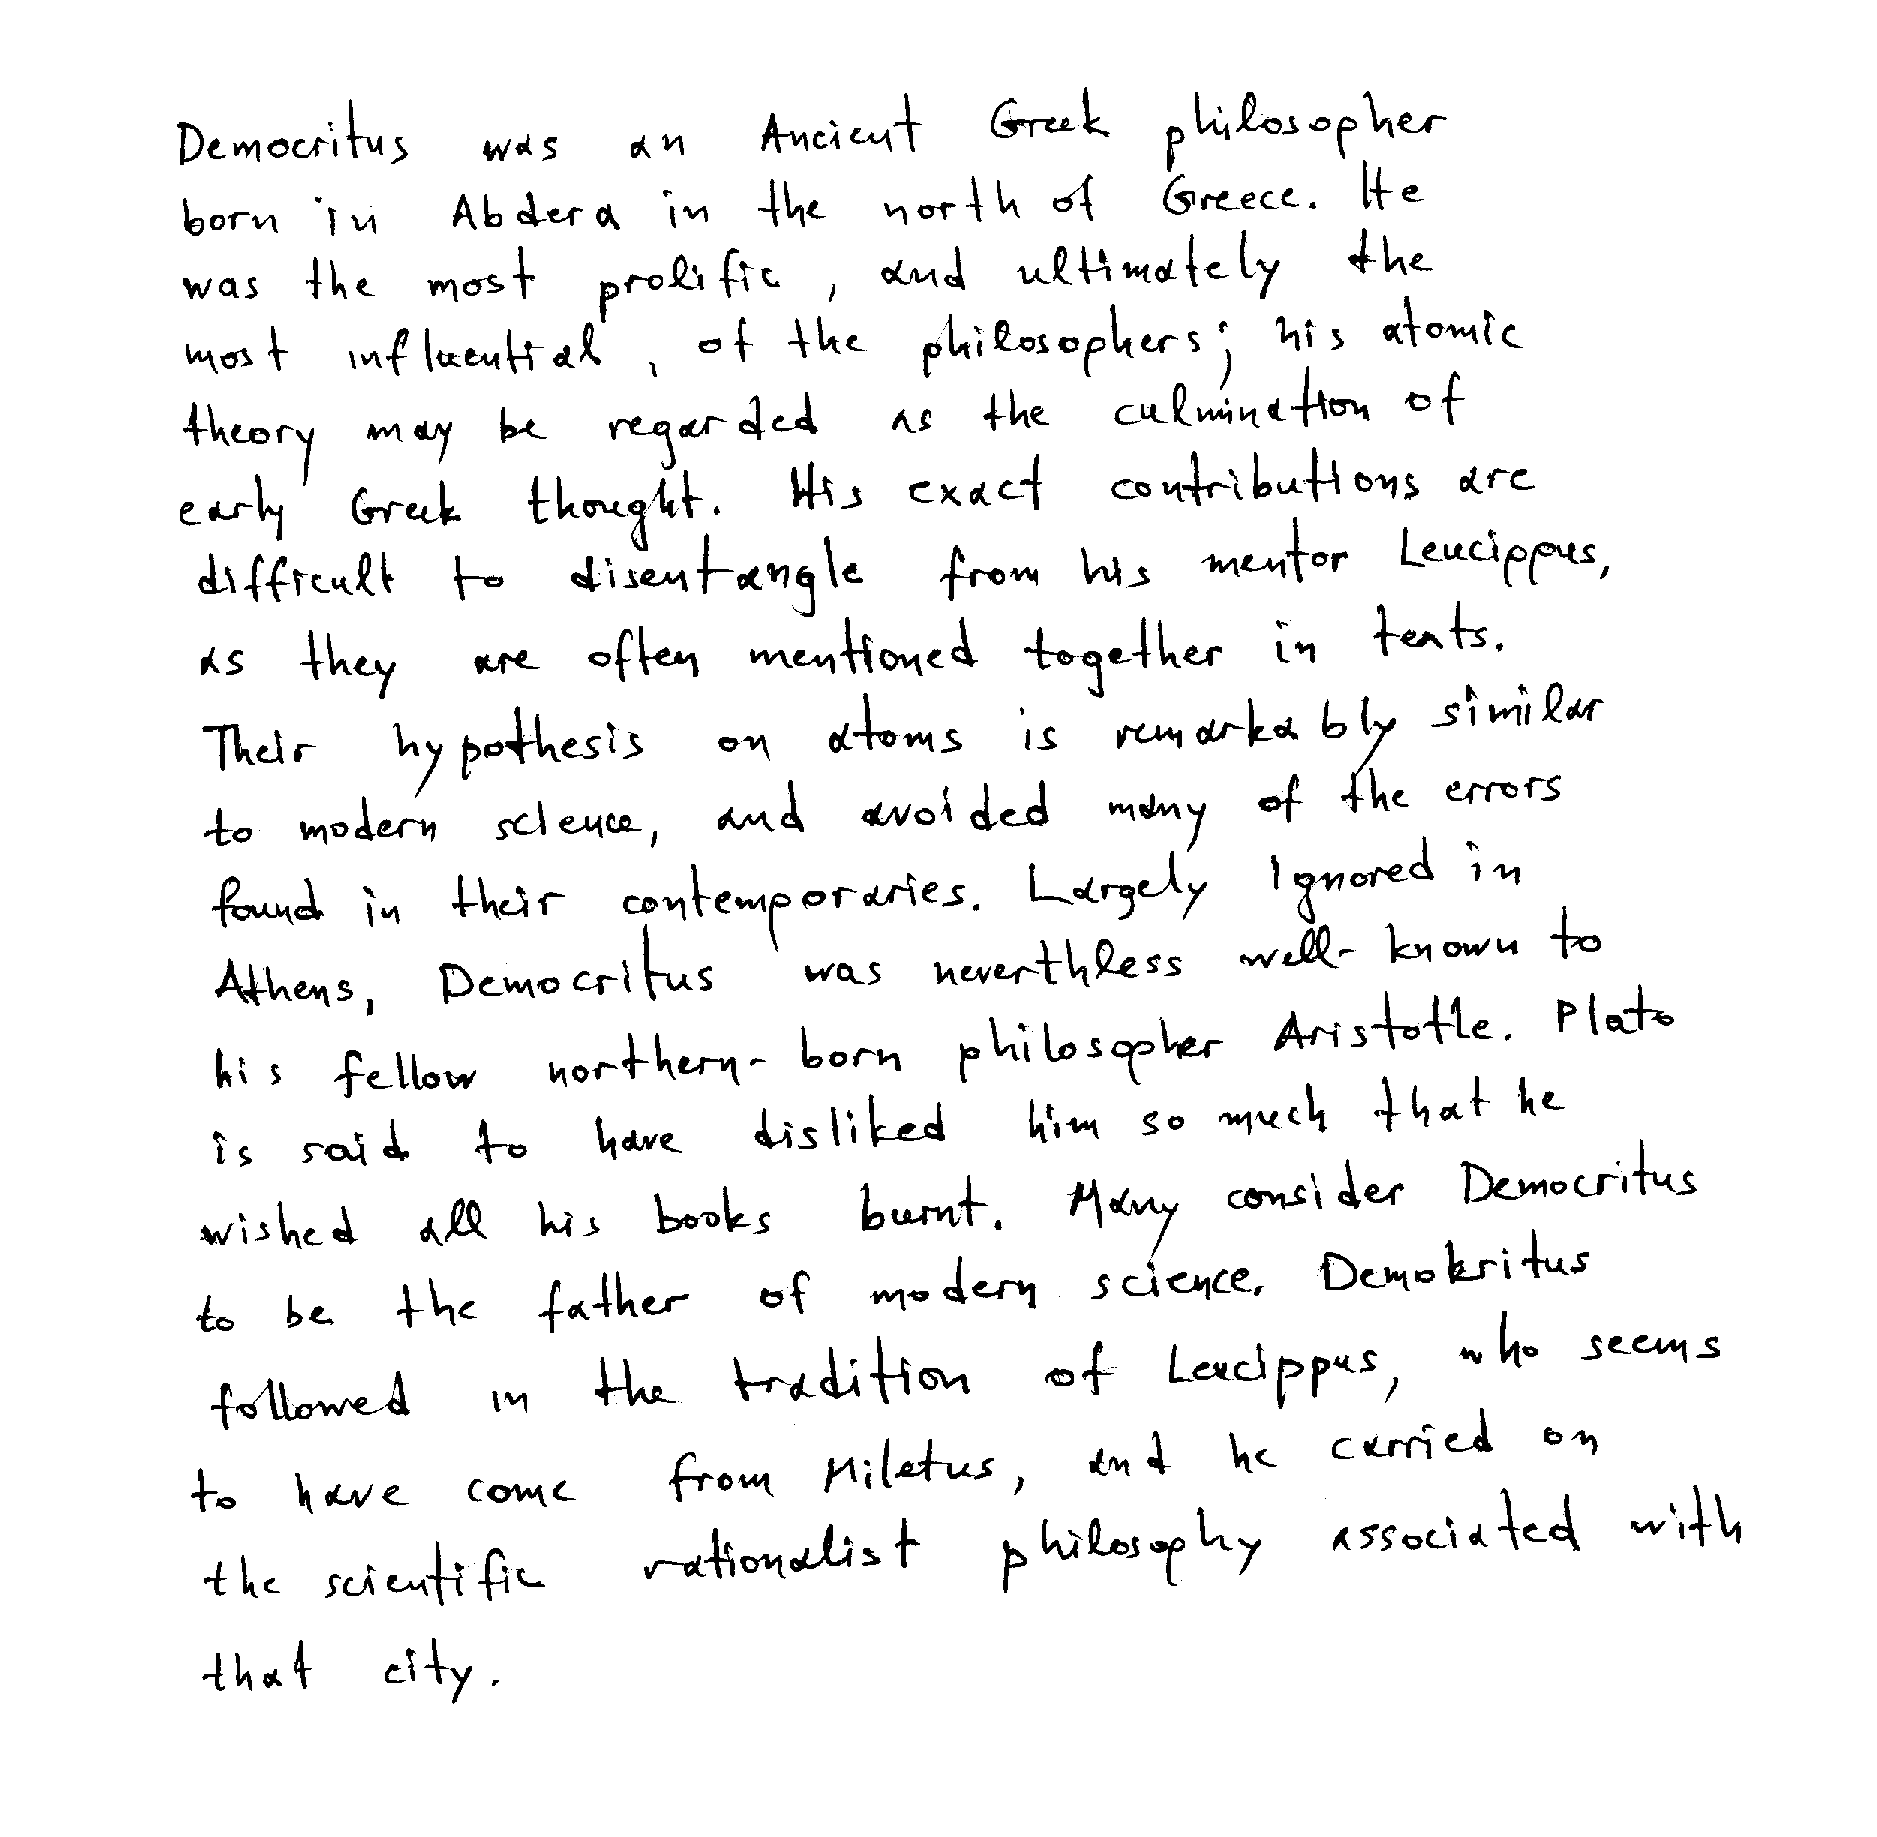 Democritus was an Ancient Greek philosopher
born in Abdera in the north of Greece. He
was the most prolific, and ultimately the
most influential, of the philosophers; his atomic
theory may be regarded as the culmination of
early Greek thought. His exact contributions are
difficult to disentangle from his mentor Leucippus,
as they are often mentioned together in texts.
Their hypothesis on atoms is remarkably similar
to modern science, and avoided many of the errors
found in their contemporaries. Largely Ignored in
Athens, Democritus was neverthless well-known to
his fellow northern-born philosopher Aristotle. Plato
is said to have disliked him so much that he
wished all his books burnt. Many consider Democritus
to be the father of modern science. Demokritus
followed in the tradition of Leucippus, who seems
to have come from Miletus, and he carried on
the scientific rationalist philosophy associated with
that city.